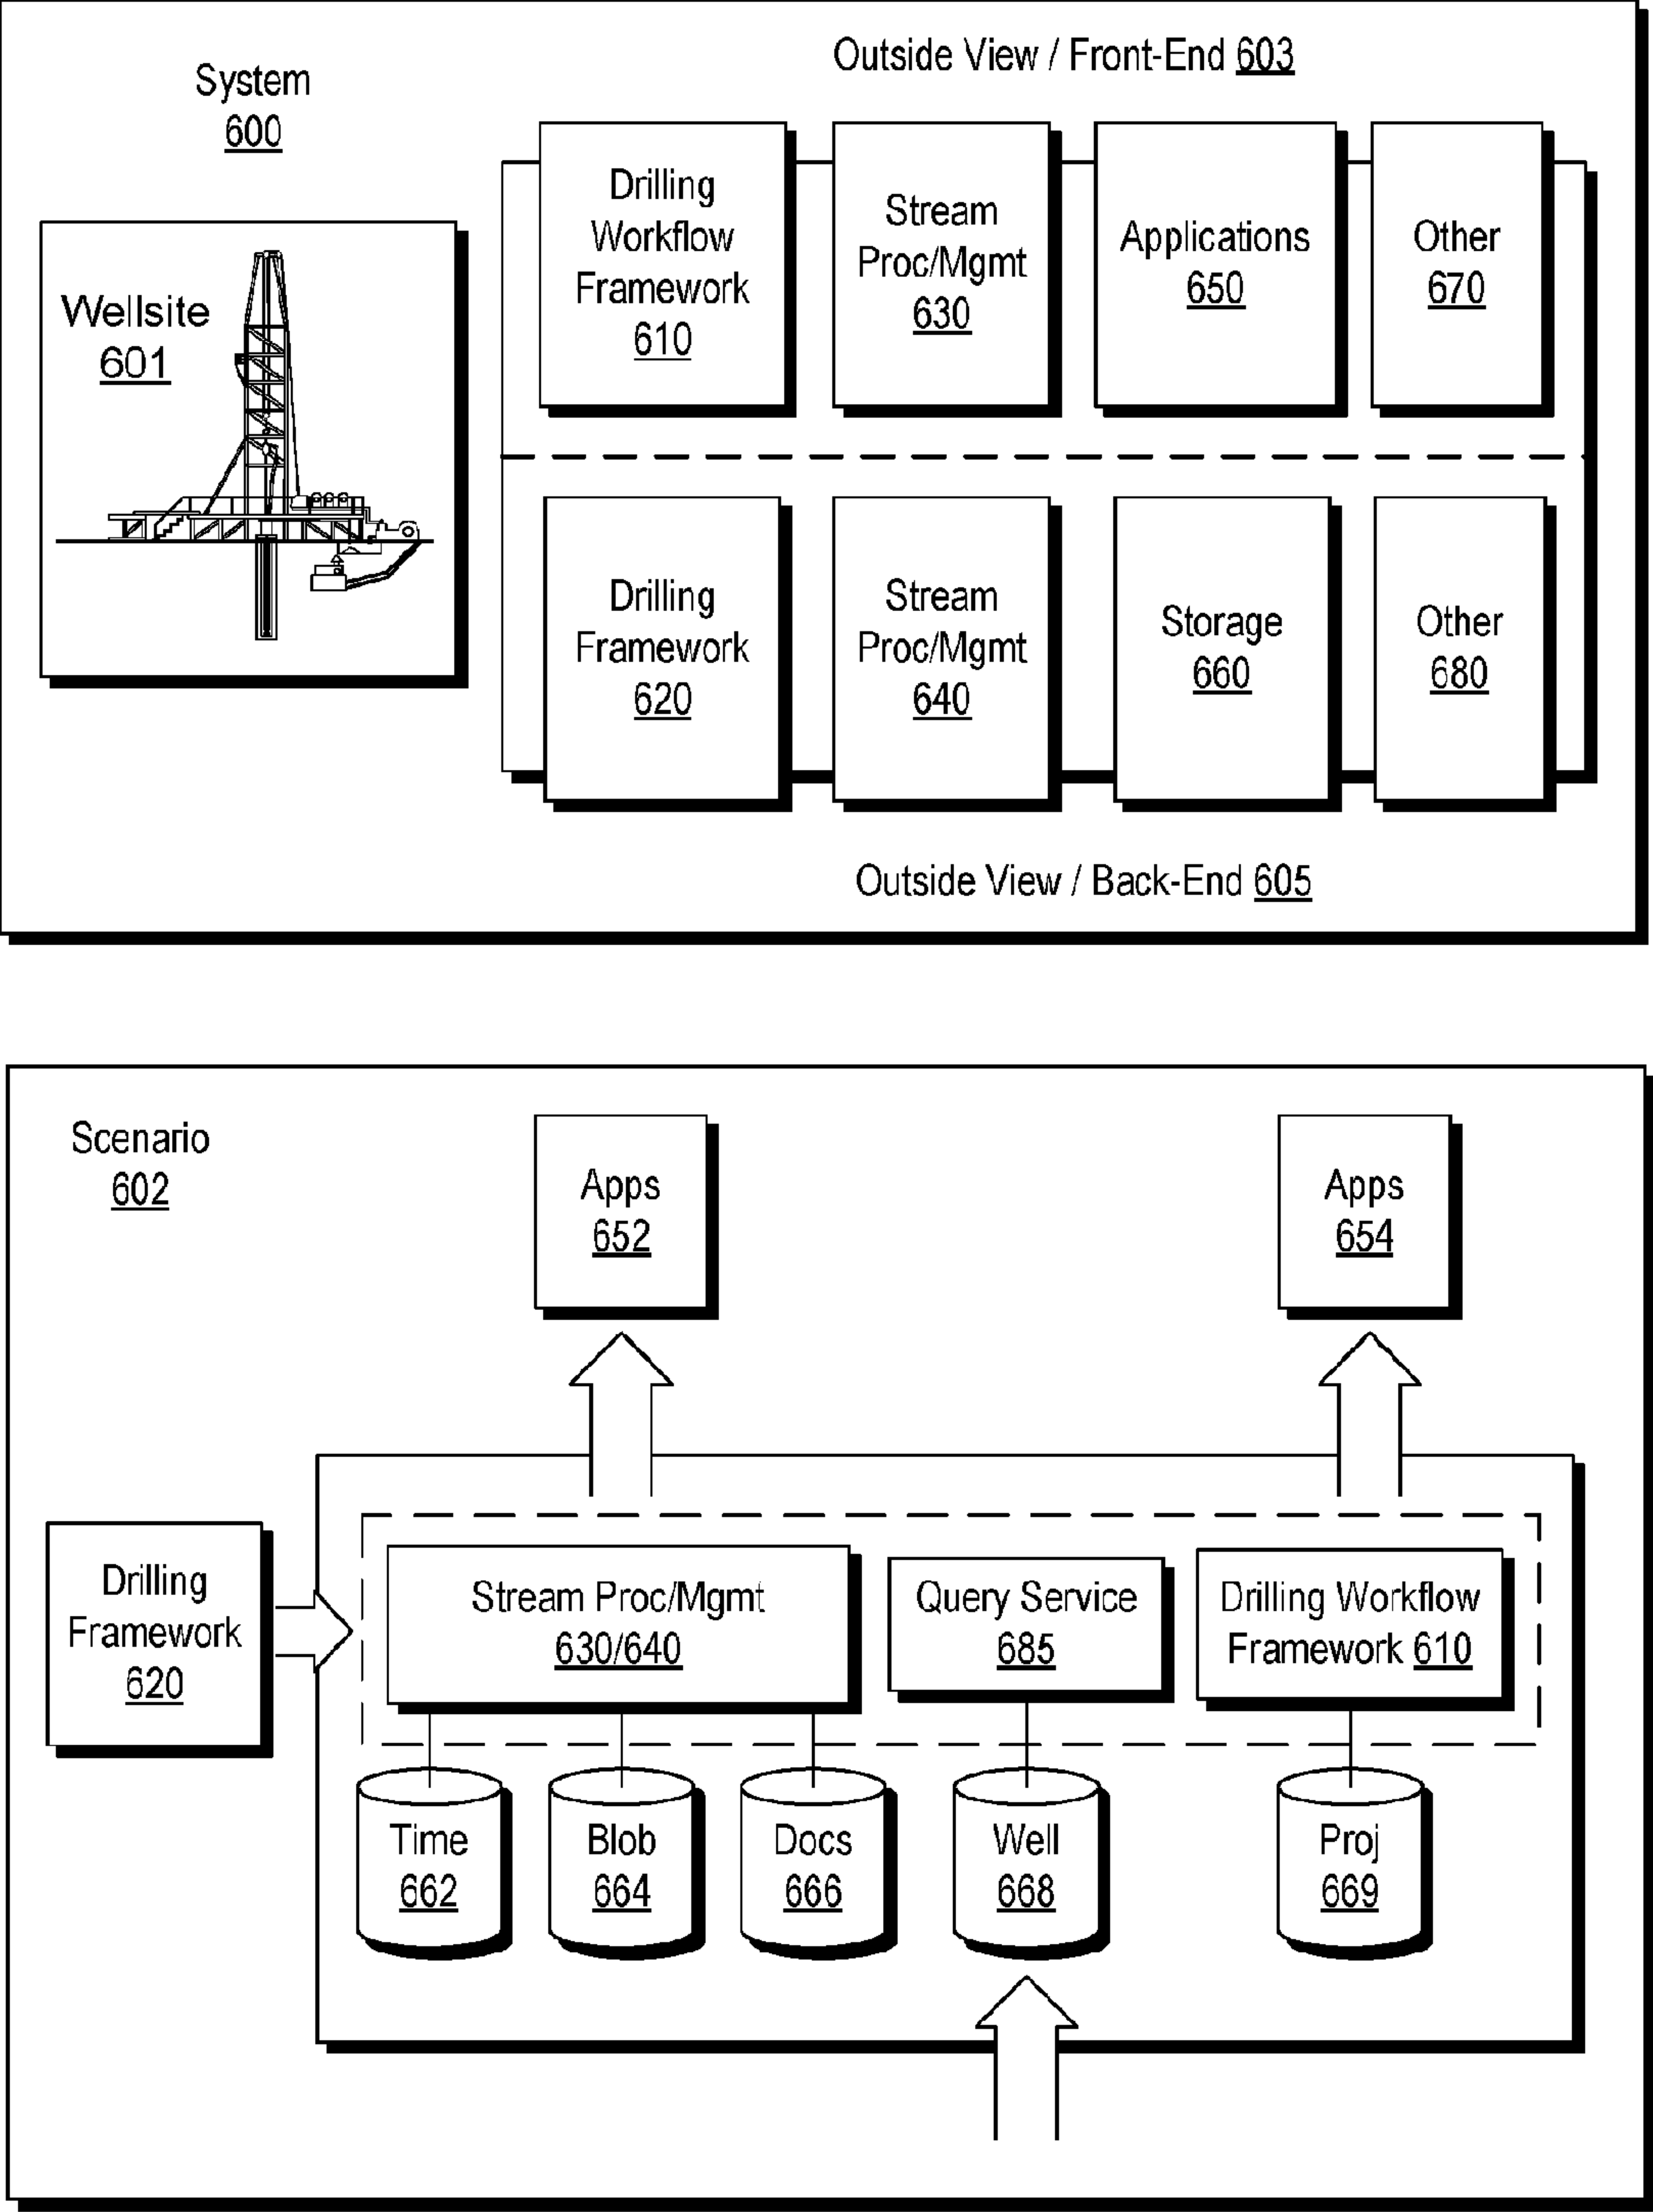 System
600
Outside View / Front-End 603
Wellsite
601
Drilling
Workflow
Framework
610
Stream
Proc/Mgmt
630
Applications
650
Other
670
Drilling
Framework
620
Stream
Proc/Mgmt
640
Storage
660
Other
680
Outside View / Back-End 605
Scenario
602
Apps
652
Apps
654
Drilling
Framework
620
Stream Proc/Mgmt
630/640
Query Service
685
Drilling Workflow
Framework 610
Time
662
Blob
664
Docs
666
Well
668
Proj
669